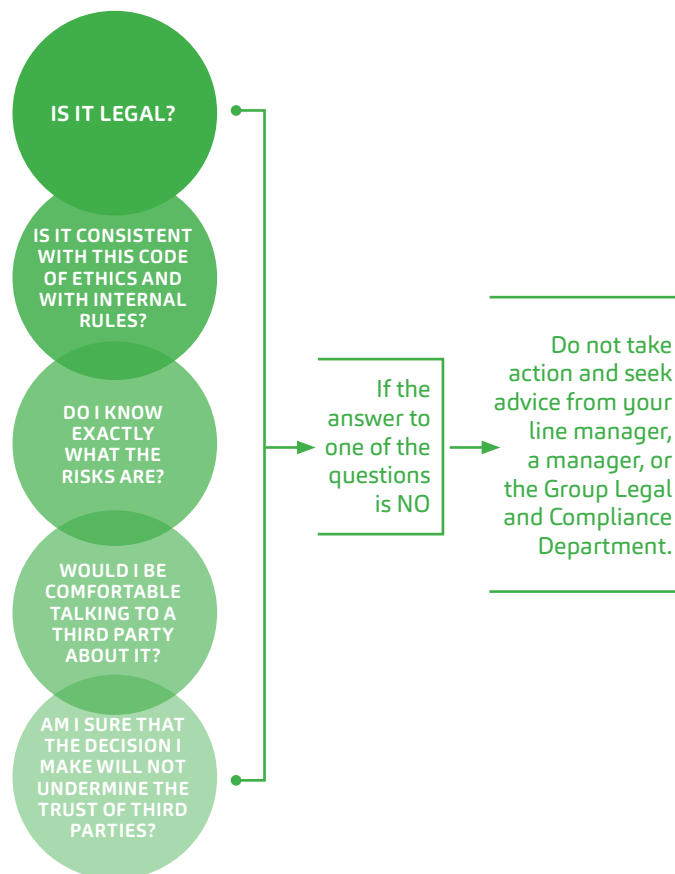 IS IT LEGAL?
IS IT CONSISTENT
WITH THIS CODE
OF ETHICS AND
WITH INTERNAL
RULES?
DO I KNOW
EXACTLY
WHAT THE
RISKS ARE?
WOULD I BE
COMFORTABLE
TALKING TO A
THIRD PARTY
ABOUT IT?
AM I SURE THAT
THE DECISION I
MAKE WILL NOT
UNDERMINE THE
TRUST OF THIRD
PARTIES?
If the
answer to
one of the
questions
is NO
Do not take
action and seek
advice from your
line manager,
a manager, or
the Group Legal
and Compliance
Department.